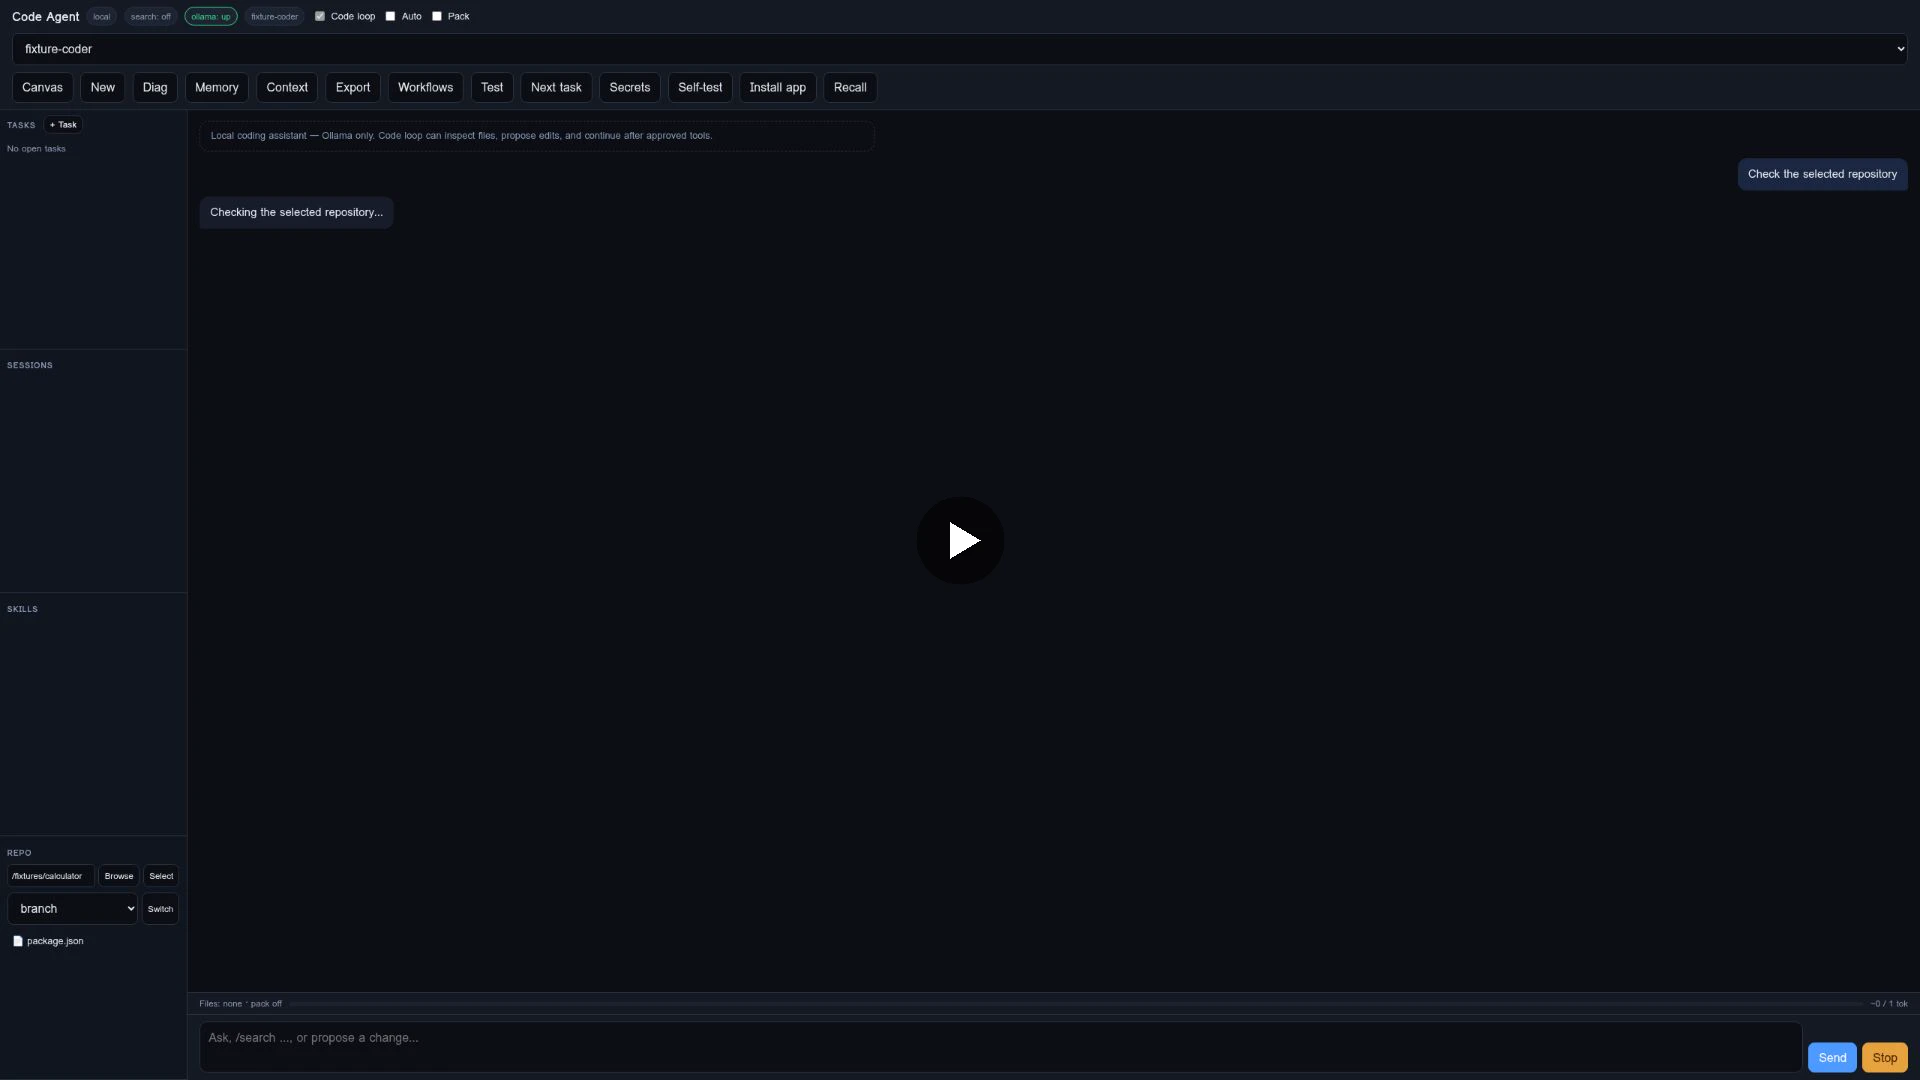 Code Agent local search: off ollama: up fixture-coder Code loop Auto Pack
fixture-coder
Canvas New Diag Memory Context Export Workflows Test Next task Secrets Self-test Install app Recall
TASKS + Task
No open tasks
Local coding assistant — Ollama only. Code loop can inspect files, propose edits, and continue after approved tools.
Check the selected repository
Checking the selected repository...
SESSIONS
SKILLS
REPO
/fixtures/calculator Browse Select
branch Switch
package.json
Files: none · pack off ~0 / 1 tok
Ask, /search ..., or propose a change...
Send Stop